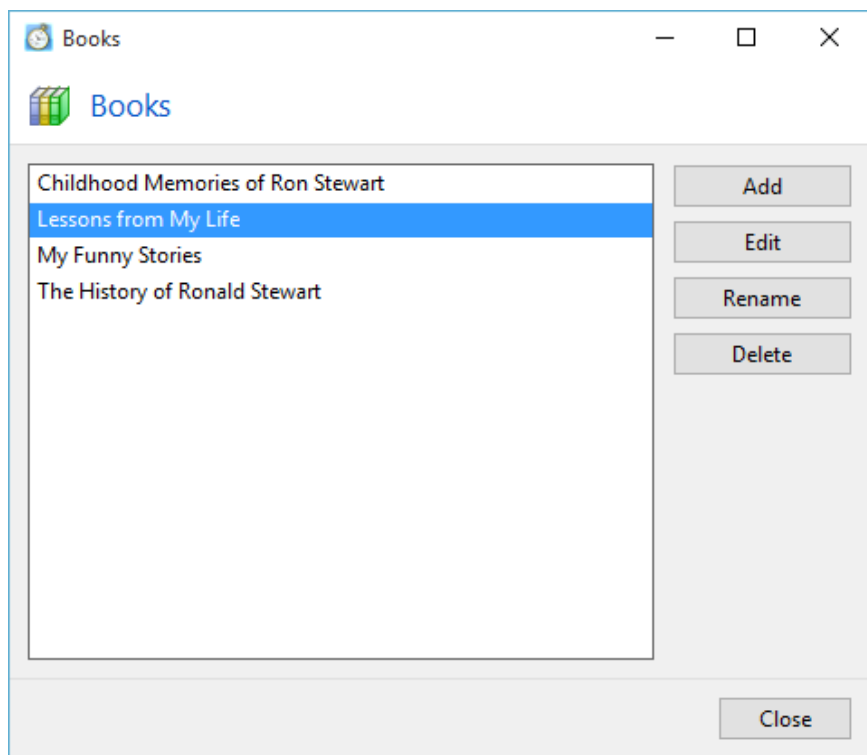 Books
Books
Childhood Memories of Ron Stewart
Lessons from My Life
My Funny Stories
The History of Ronald Stewart
Add
Edit
Rename
Delete
Close